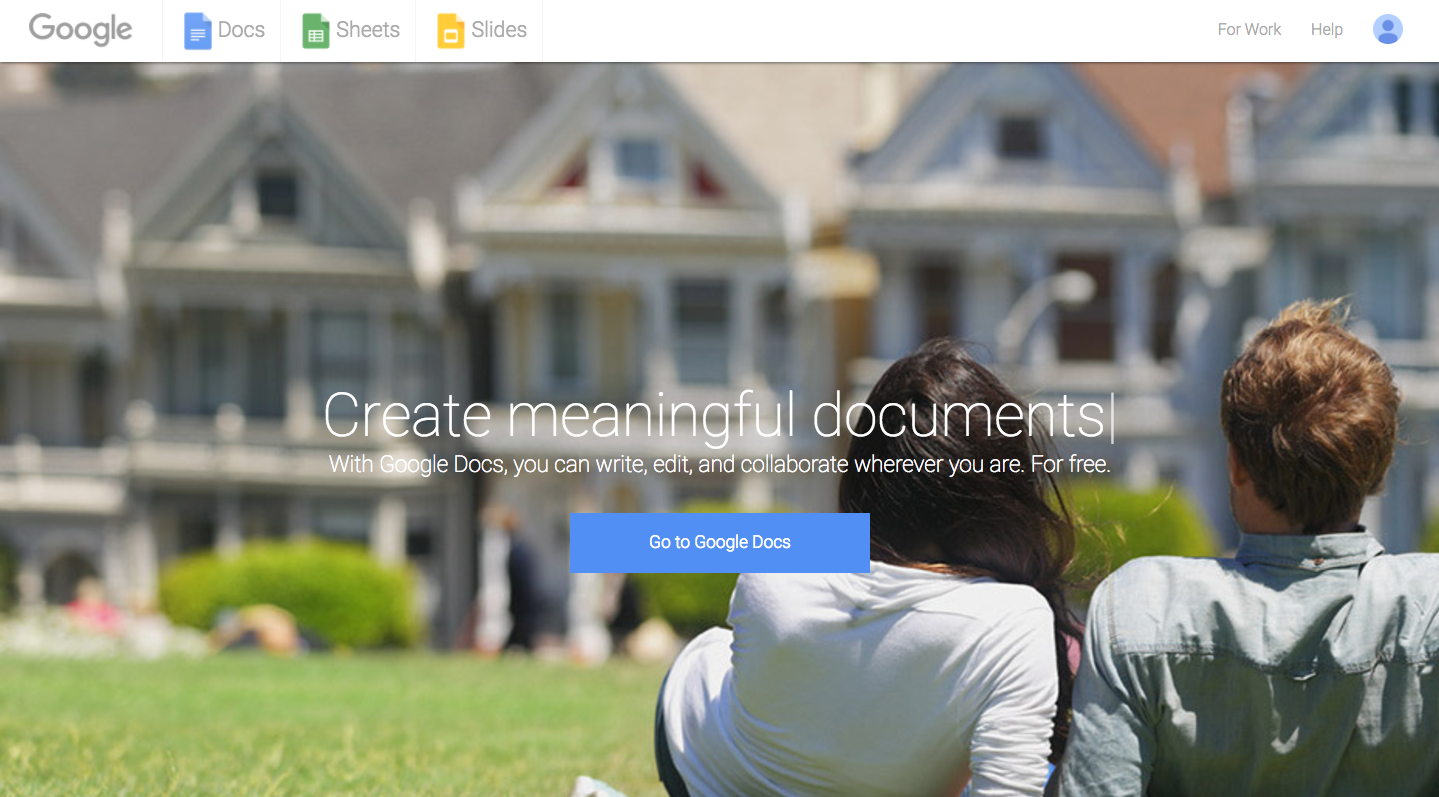 Google Docs Sheets Slides For Work Help
Create meaningful documents
With Google Docs, you can write, edit, and collaborate wherever you are. For free.
Go to Google Docs